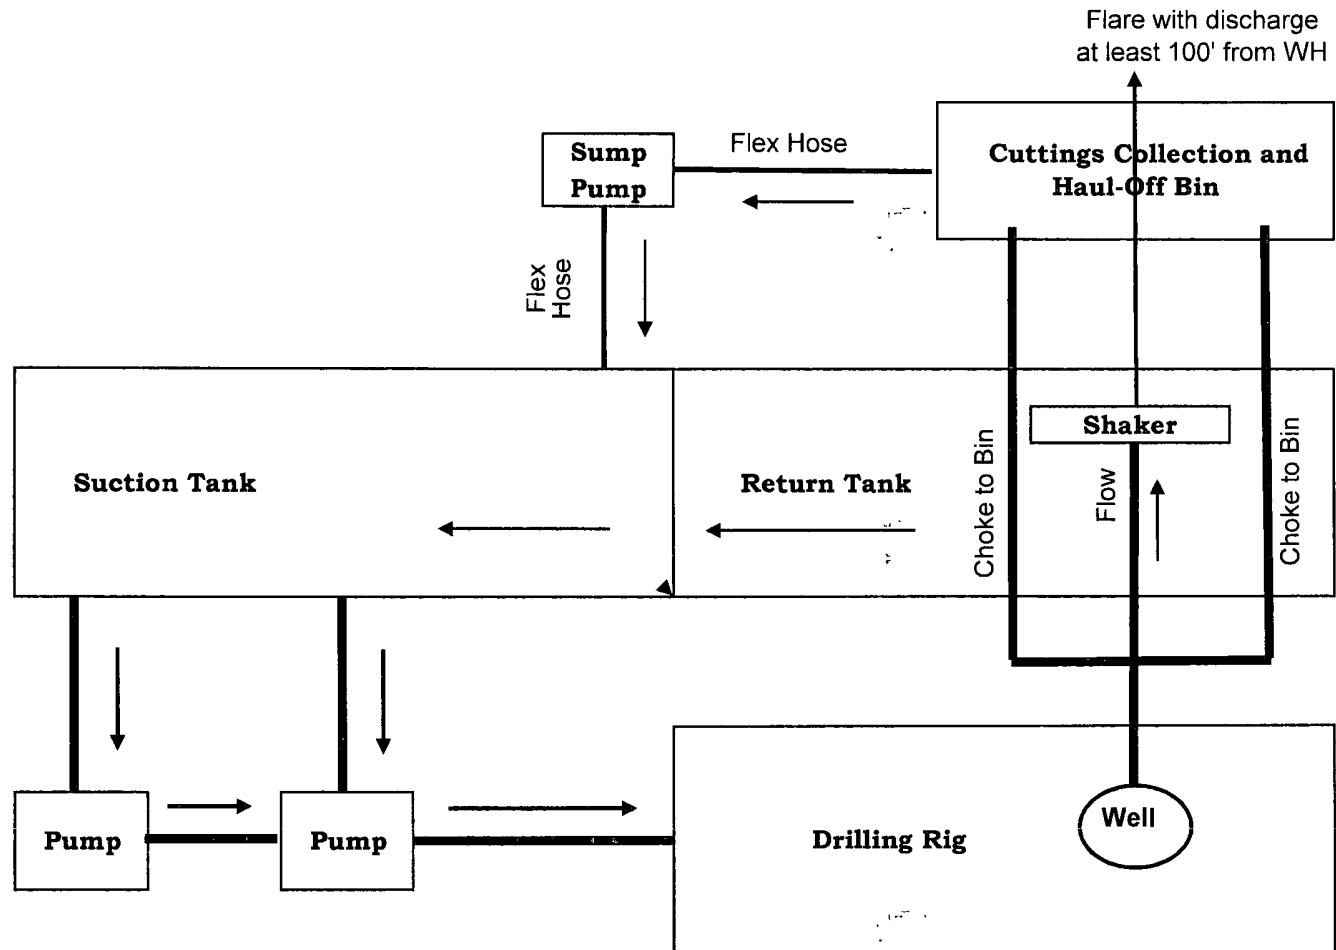 Flare with discharge
at least 100' from WH
Sump
Pump
Flex Hose
Cuttings Collection and
Haul-Off Bin
Flex
Hose
Suction Tank
Return Tank
Choke to Bin
Shaker
Flow
Choke to Bin
Pump
Pump
Drilling Rig
Well